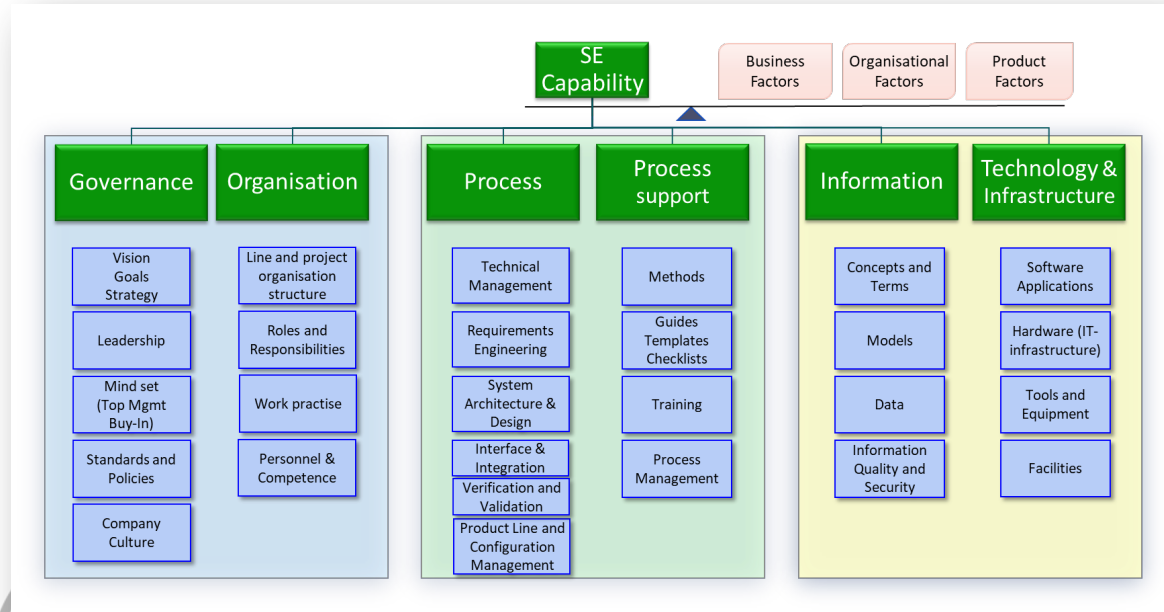 SE
Capability
Business
Factors
Organisational
Factors
Product
Factors
Governance
Organisation
Process
Process
support
Information
Technology &
Infrastructure
Vision
Goals
Strategy
Leadership
Mind set
(Top Mgmt
Buy-In)
Standards and
Policies
Company
Culture
Line and project
organisation
structure
Roles and
Responsibilities
Work practise
Personnel &
Competence
Technical
Management
Requirements
Engineering
System
Architecture &
Design
Interface &
Integration
Verification and
Validation
Product Line and
Configuration
Management
Methods
Guides
Templates
Checklists
Training
Process
Management
Concepts and
Terms
Models
Data
Information
Quality and
Security
Software
Applications
Hardware (IT-
infrastructure)
Tools and
Equipment
Facilities